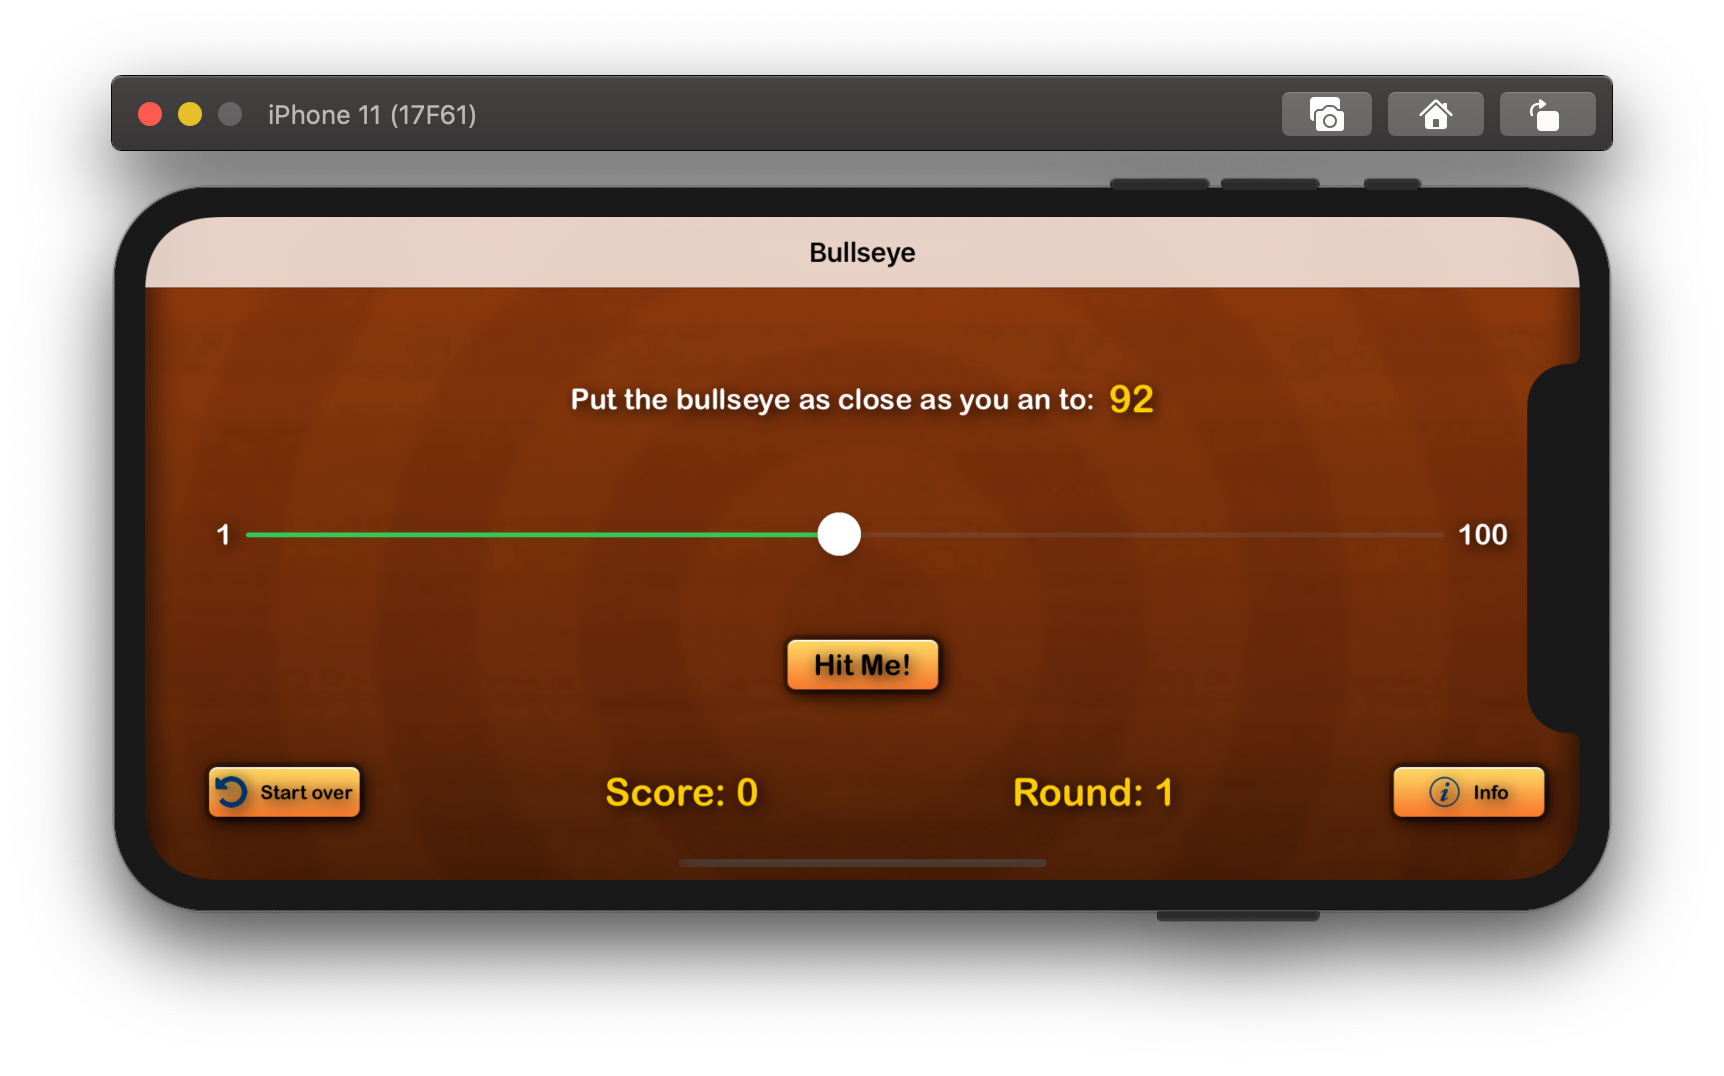 iPhone 11 (17F61)
Bullseye
Put the bullseye as close as you an to: 92
1 100
Hit Me!
Start over Score: 0 Round: 1 Info